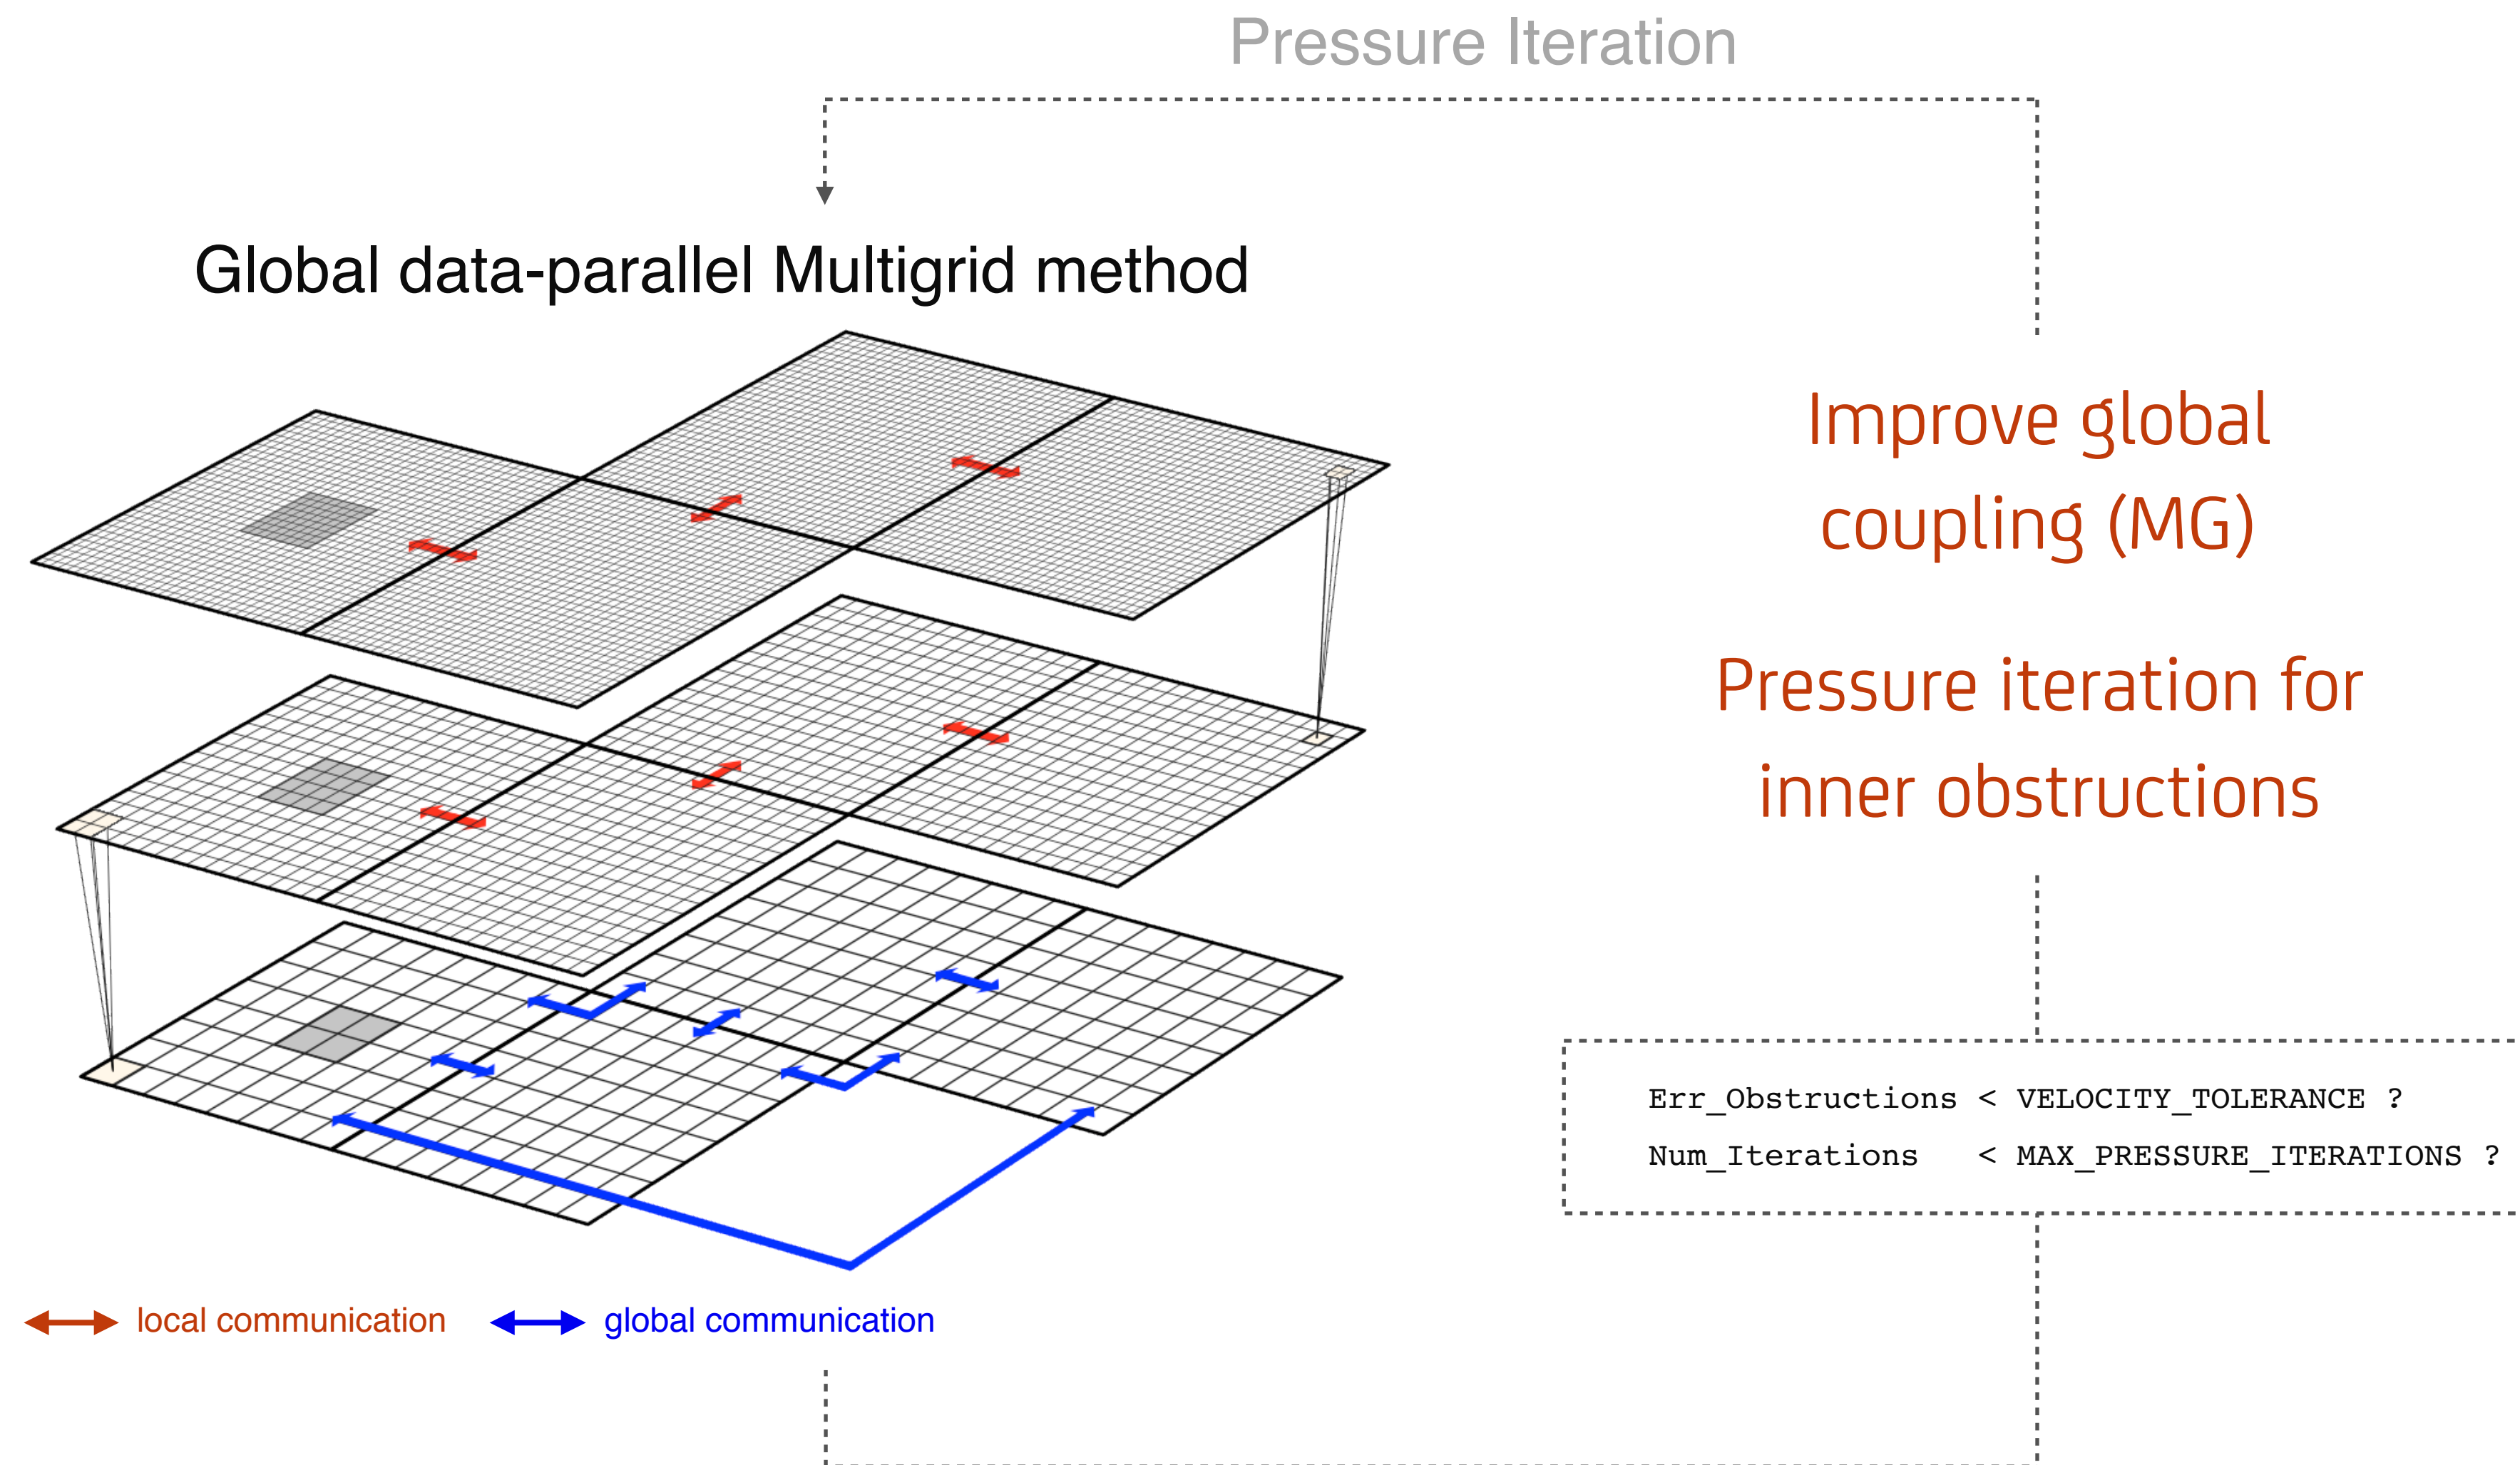 Pressure Iteration
Global data-parallel Multigrid method
Improve global
coupling (MG)
Pressure iteration for
inner obstructions
Err_Obstructions < VELOCITY_TOLERANCE ?
Num_Iterations < MAX_PRESSURE_ITERATIONS ?
local communication
global communication